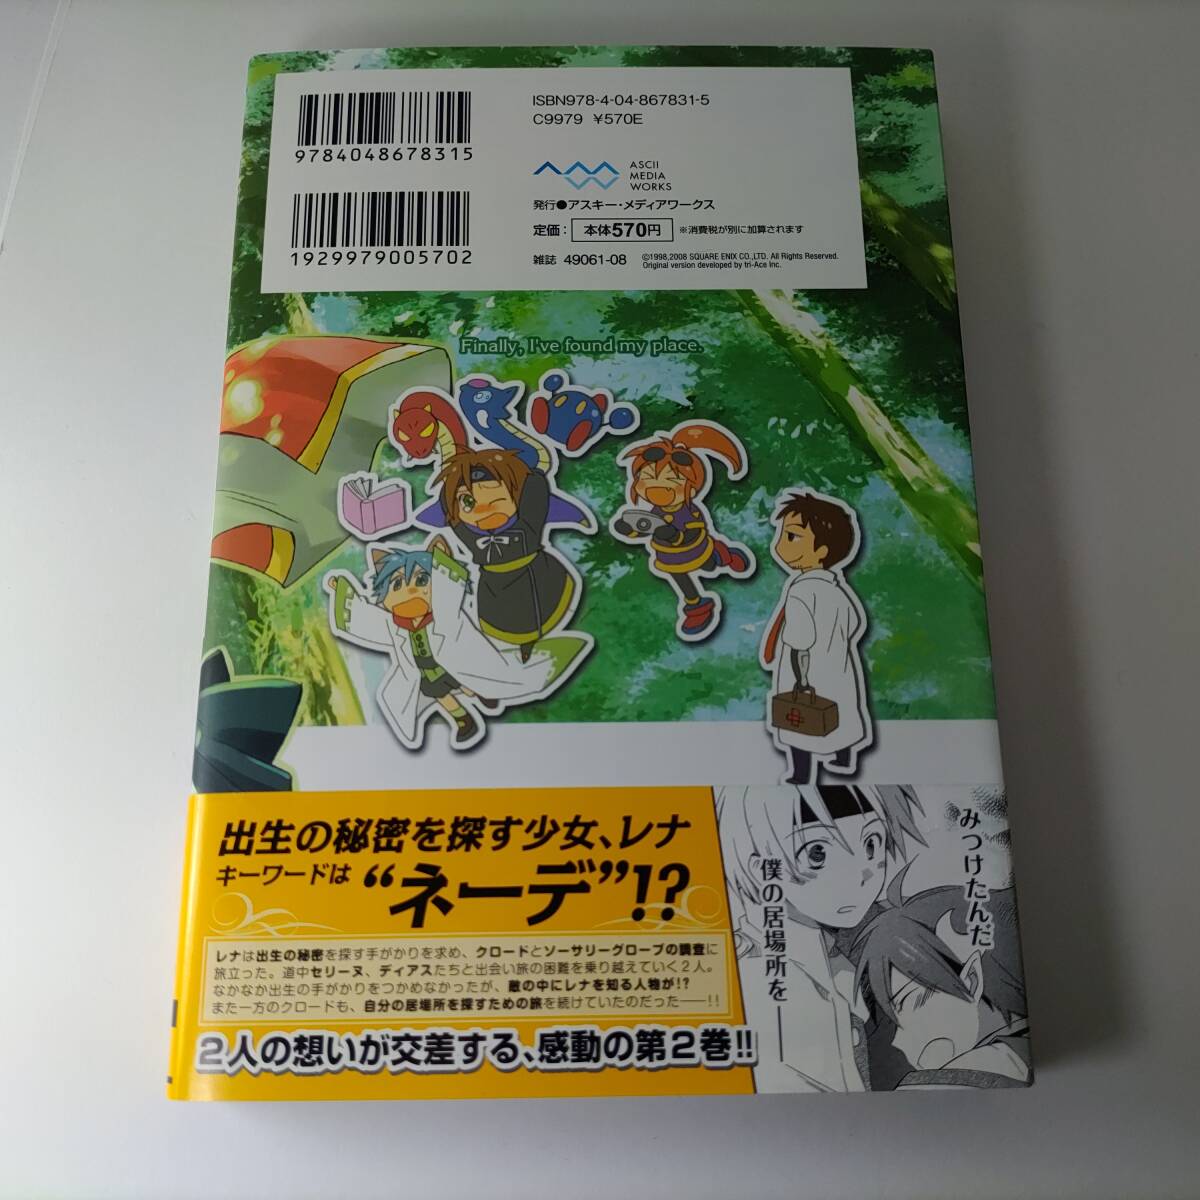 ISBN978-4-04-867831-5
C9979 ¥570E
9784048678315
1929979005702
ASCII
MEDIA
WORKS
発行●アスキー・メディアワークス
定価： 本体570円 ※消費税が別に加算されます
雑誌 49061-08
©1998,2008 SQUARE ENIX CO.,LTD. All Rights Reserved.
Original version developed by tri-Ace Inc.
Finally, I've found my place.
出生の秘密を探す少女、レナ
キーワードは“ネーデ”!?
レナは出生の秘密を探す手がかりを求め、クロードとソーサリーグローブの調査に
旅立った。道中セリーヌ、ディアスたちと出会い旅の困難を乗り越えていく2人。
なかなか出生の手がかりをつかめなかったが、敵の中にレナを知る人物が!?
また一方のクロードも、自分の居場所を探すための旅を続けていたのだった――!!
2人の想いが交差する、感動の第2巻!!
みつけたんだ
僕の居場所を――